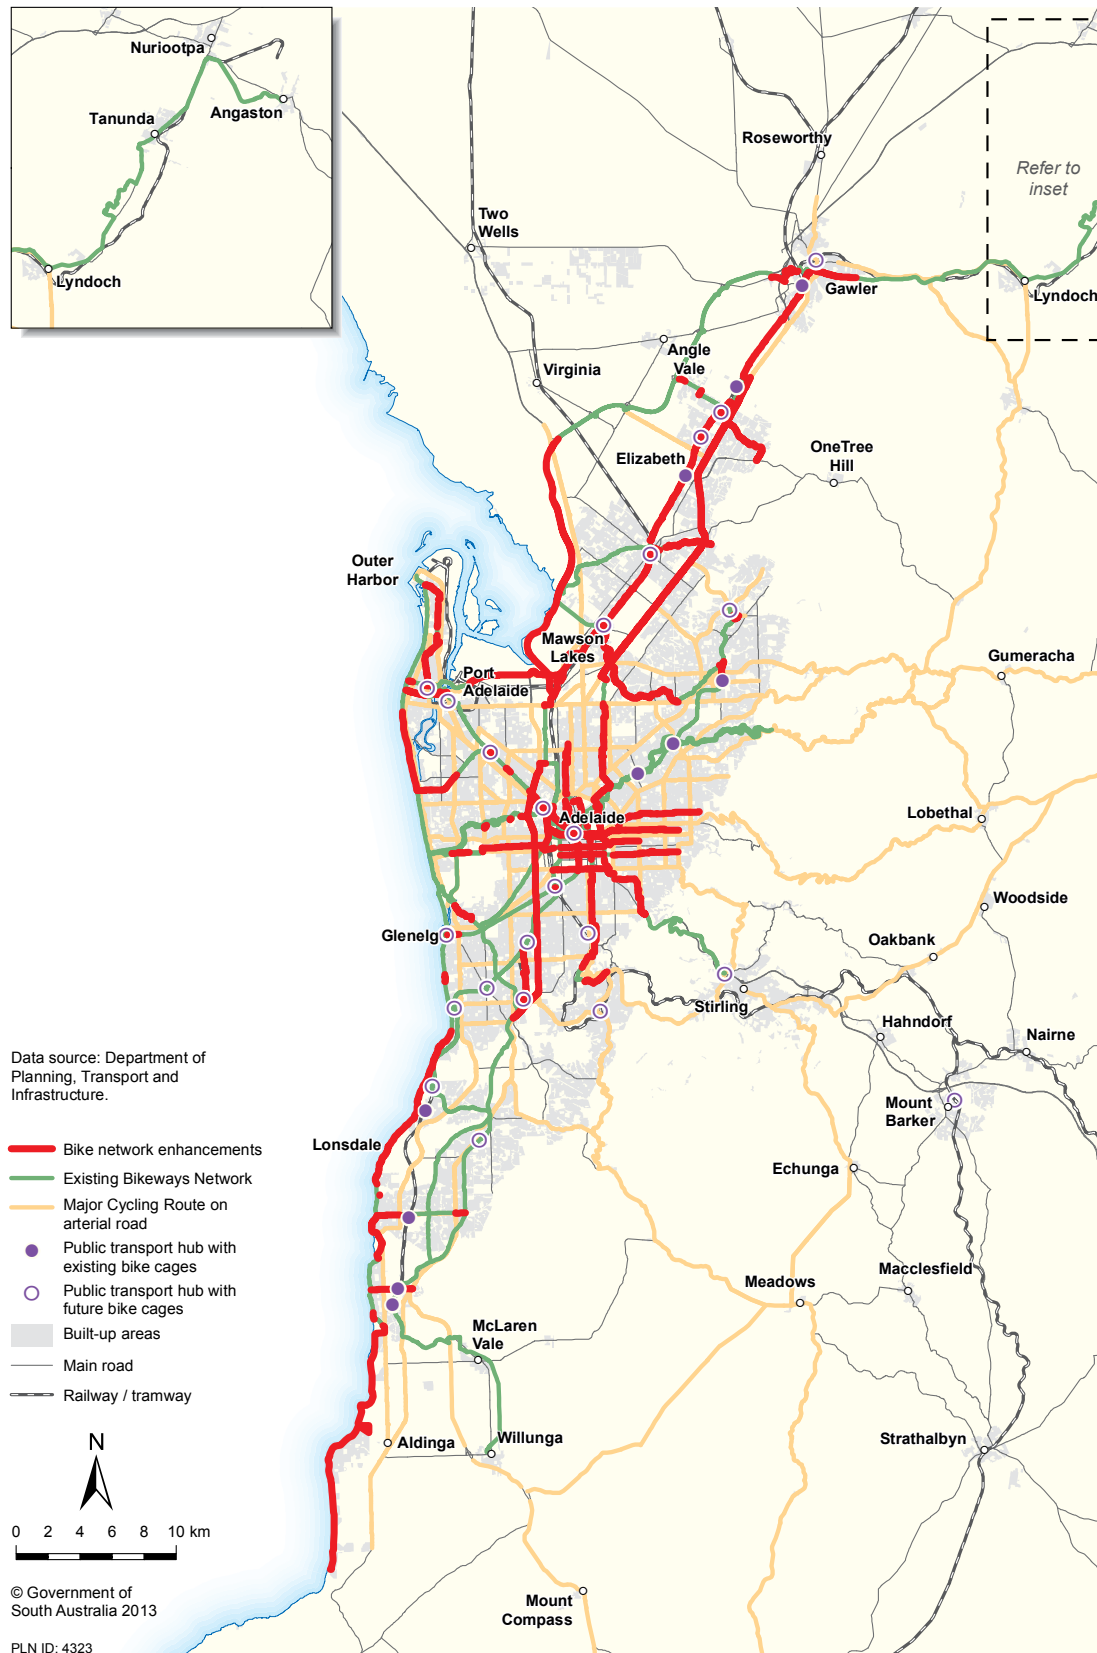 Nuriootpa
Tanunda
Angaston
Lyndoch
Roseworthy
Refer to
inset
Two
Wells
Gawler
Lyndoch
Angle
Vale
Virginia
Elizabeth
OneTree
Hill
Outer
Harbor
Mawson
Lakes
Gumeracha
Port
Adelaide
Adelaide
Lobethal
Woodside
Glenelg
Oakbank
Stirling
Hahndorf
Nairne
Mount
Barker
Lonsdale
Echunga
Macclesfield
Meadows
McLaren
Vale
Aldinga
Willunga
Strathalbyn
Mount
Compass
Data source: Department of
Planning, Transport and
Infrastructure.
Bike network enhancements
Existing Bikeways Network
Major Cycling Route on
arterial road
Public transport hub with
existing bike cages
Public transport hub with
future bike cages
Built-up areas
Main road
Railway / tramway
N
0 2 4 6 8 10 km
© Government of
South Australia 2013
PLN ID: 4323